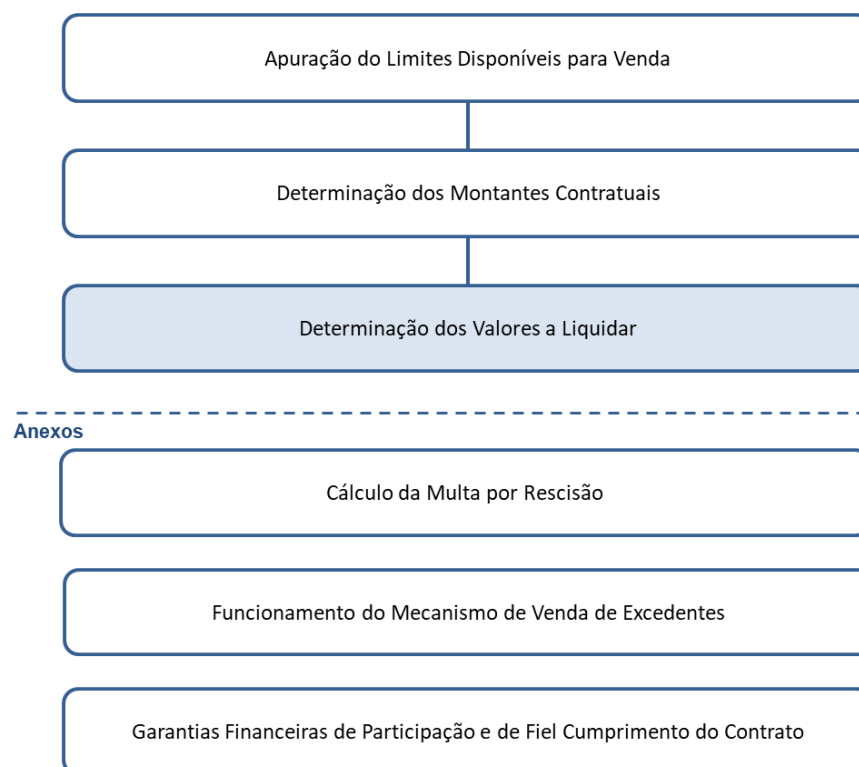 Apuração do Limites Disponíveis para Venda
Determinação dos Montantes Contratuais
Determinação dos Valores a Liquidar
Anexos
Cálculo da Multa por Rescisão
Funcionamento do Mecanismo de Venda de Excedentes
Garantias Financeiras de Participação e de Fiel Cumprimento do Contrato